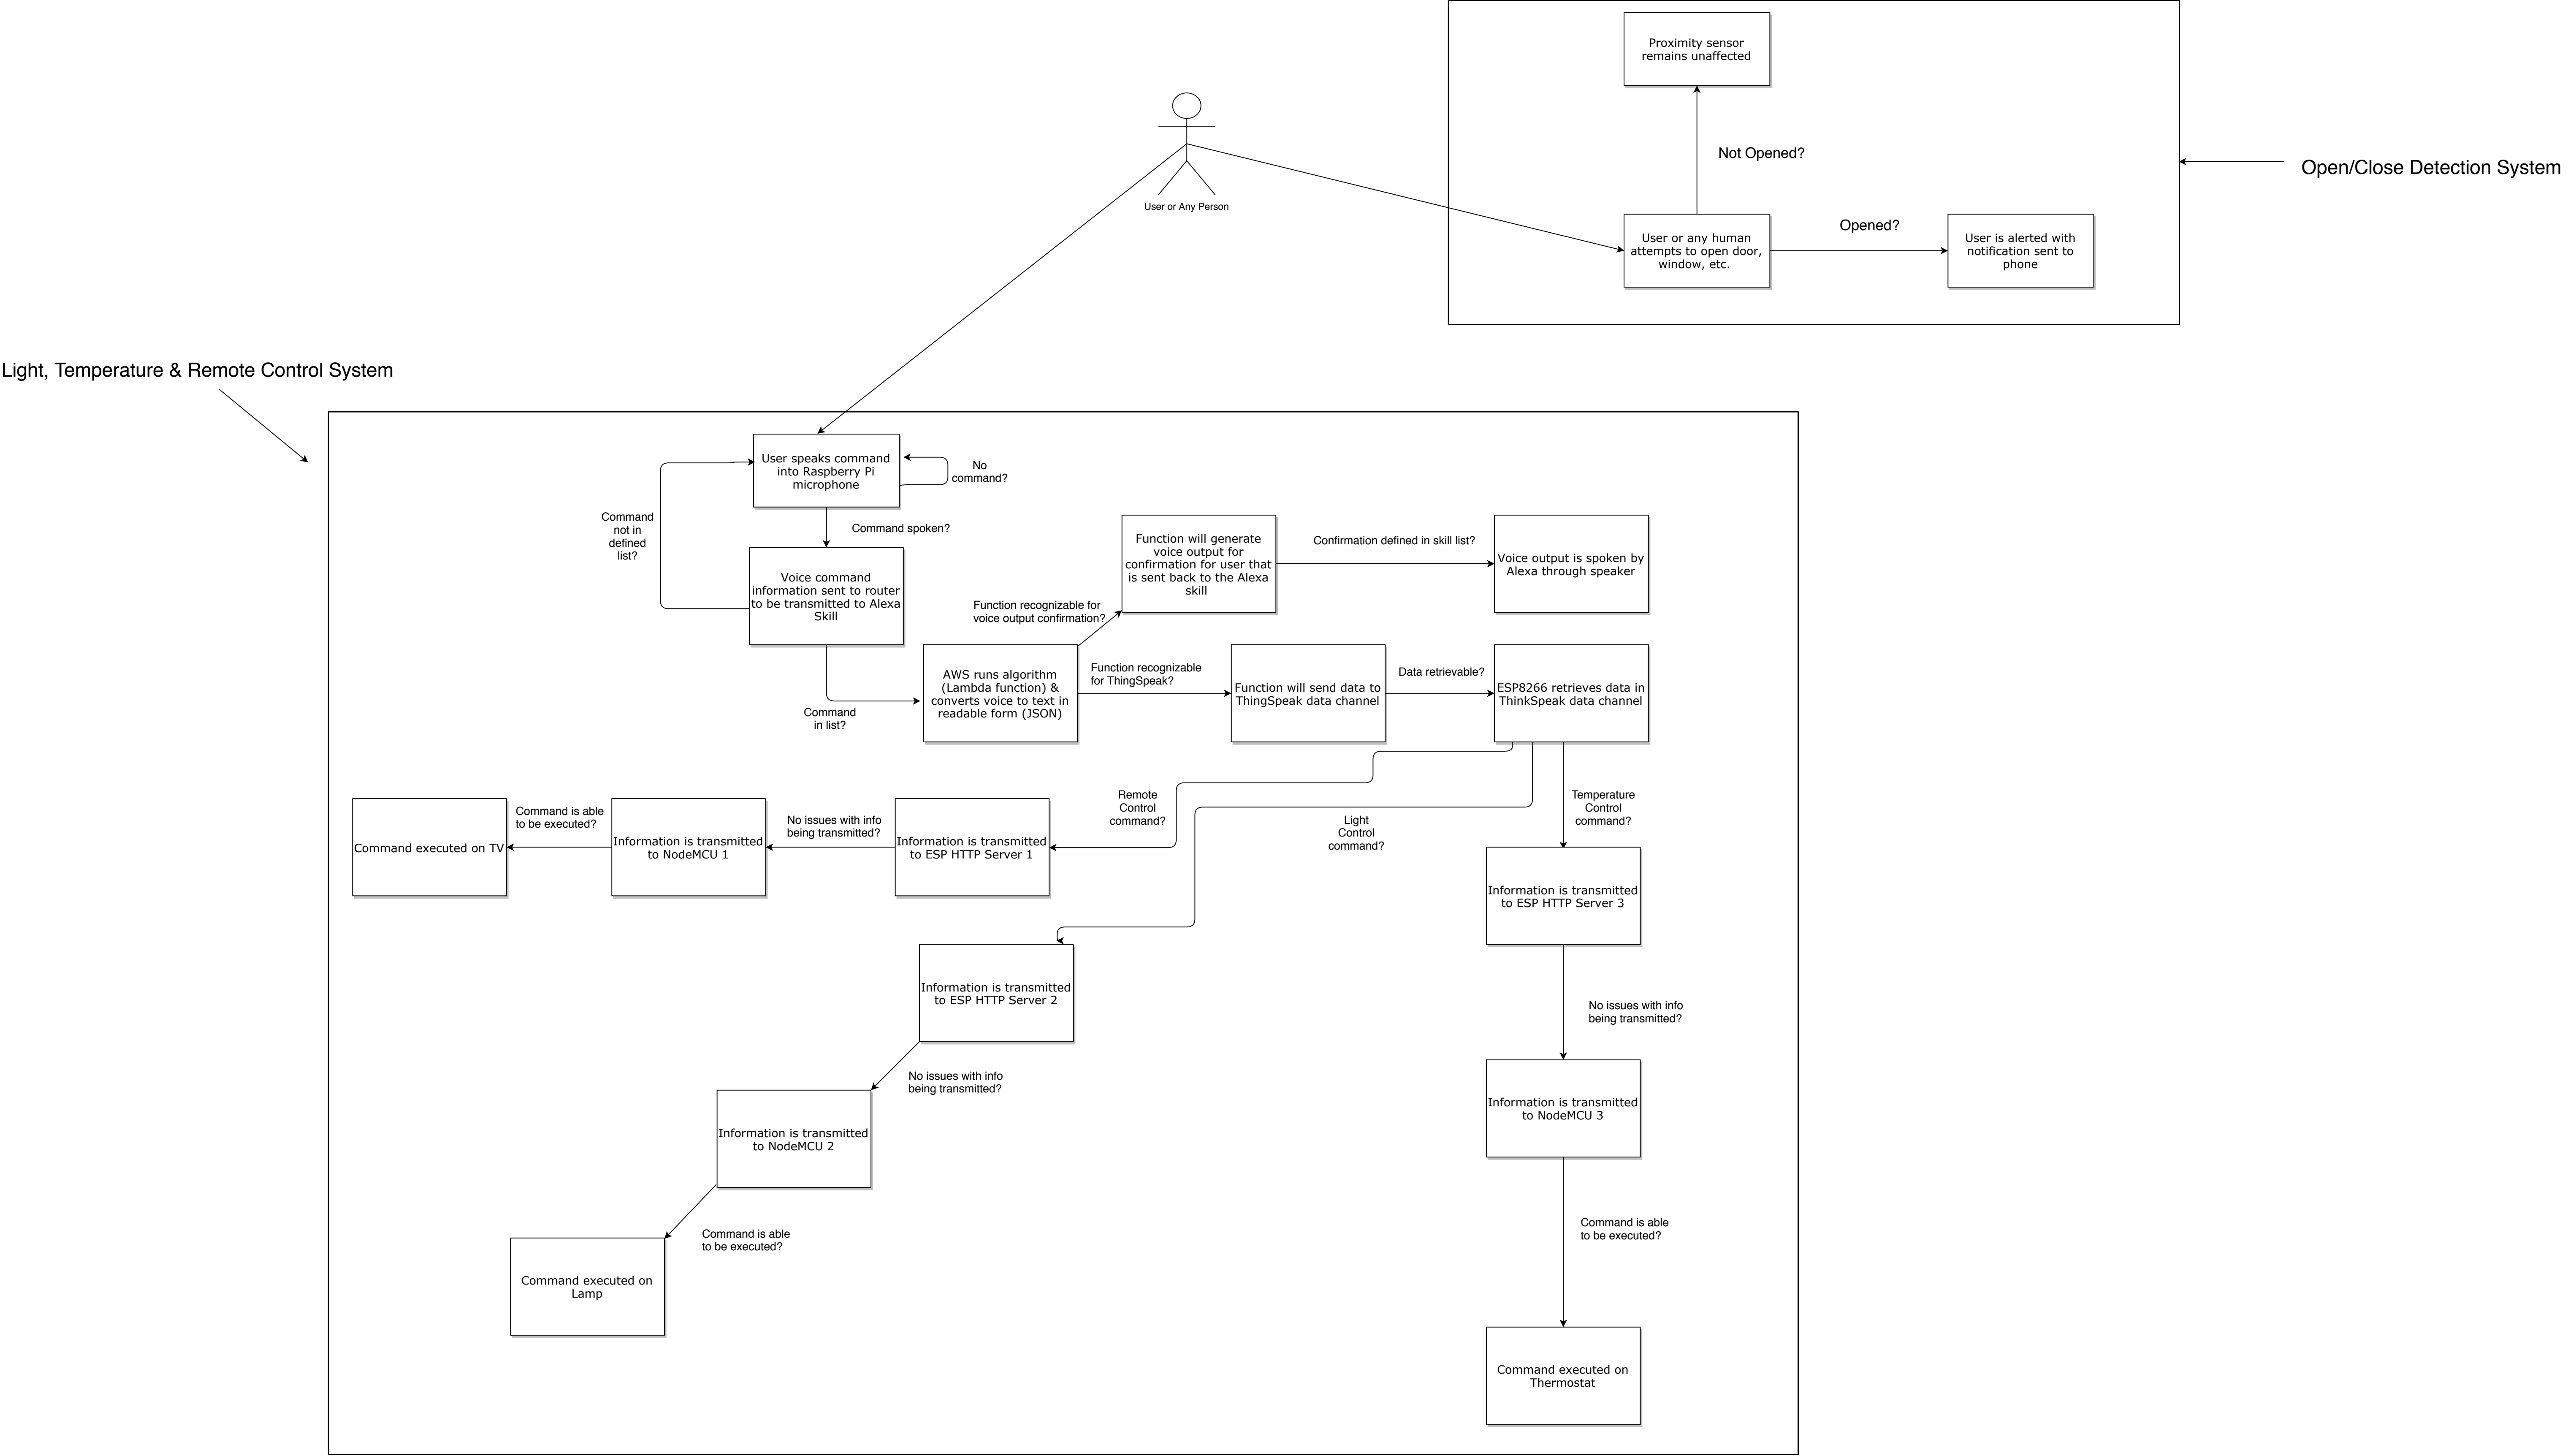 Proximity sensor
remains unaffected
Not Opened?
Open/Close Detection System
User or Any Person
User or any human
attempts to open door,
window, etc.
Opened?
User is alerted with
notification sent to
phone
Light, Temperature & Remote Control System
User speaks command
into Raspberry Pi
microphone
No
command?
Command
not in
defined
list?
Command spoken?
Voice command
information sent to router
to be transmitted to Alexa
Skill
Function will generate
voice output for
confirmation for user that
is sent back to the Alexa
skill
Confirmation defined in skill list?
Voice output is spoken by
Alexa through speaker
Function recognizable for
voice output confirmation?
Command
in list?
AWS runs algorithm
(Lambda function) &
converts voice to text in
readable form (JSON)
Function recognizable
for ThingSpeak?
Function will send data to
ThingSpeak data channel
Data retrievable?
ESP8266 retrieves data in
ThinkSpeak data channel
Command executed on TV
Command is able
to be executed?
Information is transmitted
to NodeMCU 1
No issues with info
being transmitted?
Information is transmitted
to ESP HTTP Server 1
Remote
Control
command?
Light
Control
command?
Temperature
Control
command?
Information is transmitted
to ESP HTTP Server 3
Information is transmitted
to ESP HTTP Server 2
No issues with info
being transmitted?
No issues with info
being transmitted?
Information is transmitted
to NodeMCU 2
Information is transmitted
to NodeMCU 3
Command is able
to be executed?
Command is able
to be executed?
Command executed on
Lamp
Command executed on
Thermostat